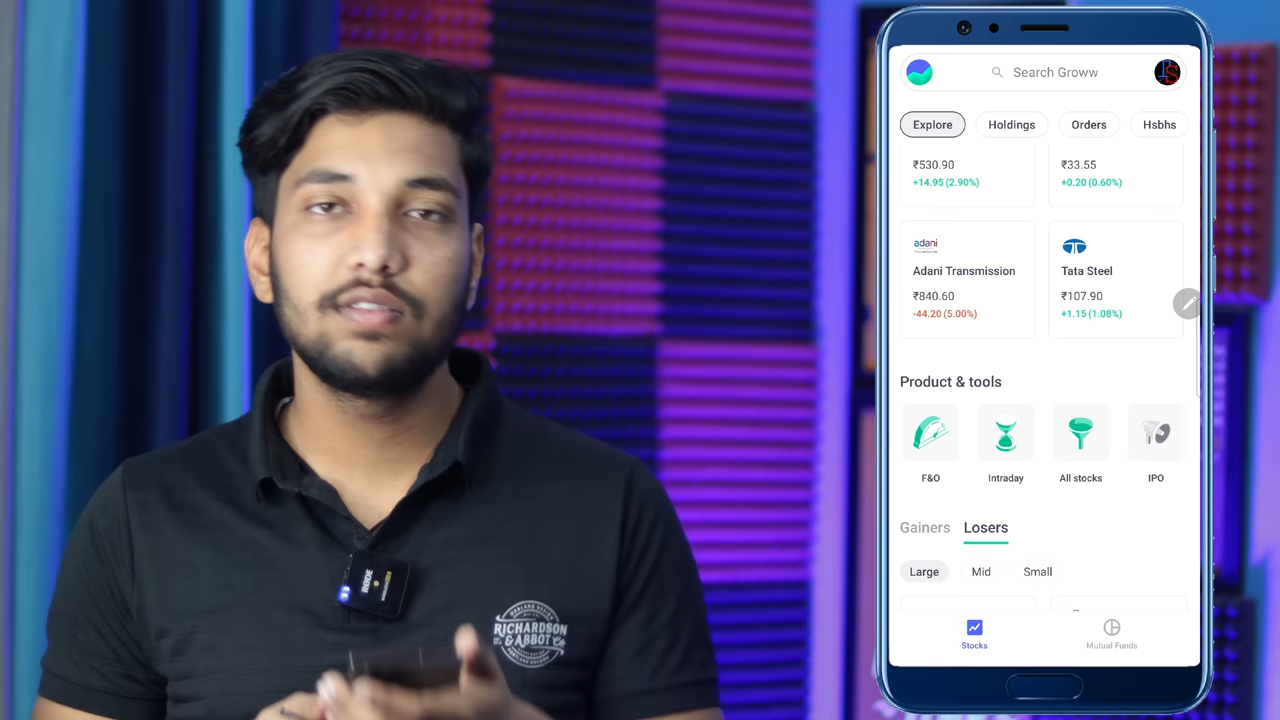 Search Groww
Explore
Holdings
Orders
Hsbhs
₹530.90
₹33.55
+14.95 (2.90%)
+0.20 (0.60%)
adani
Adani Transmission
Tata Steel
₹840.60
₹107.90
-44.20 (5.00%)
+1.15 (1.08%)
Product & tools
F&O
Intraday
All stocks
IPO
Gainers
Losers
Large
Mid
Small
Stocks
Mutual Funds
RØDE
RICHARDSON
& ABBOT Co